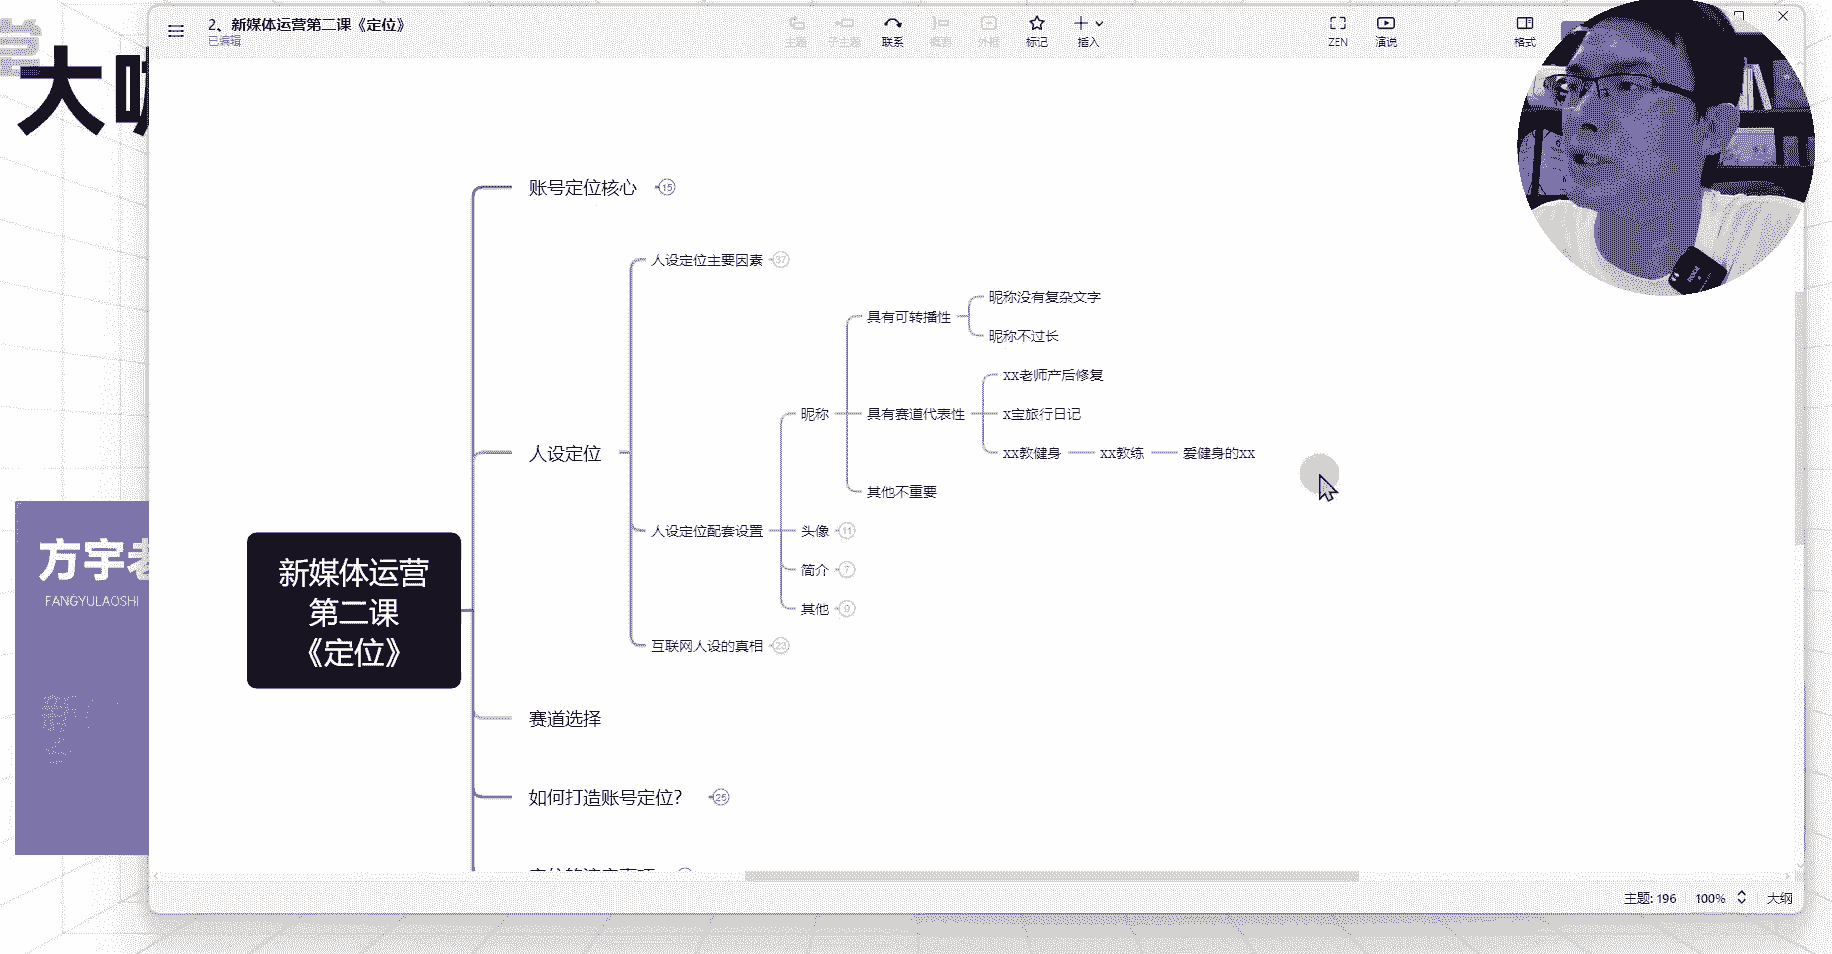 2、新媒体运营第二课《定位》
已编辑
主题
子主题
联系
概要
外框
标记
插入
ZEN
演说
格式
大
账号定位核心
15
人设定位主要因素
37
昵称没有复杂文字
具有可转播性
昵称不过长
xx老师产后修复
昵称
具有赛道代表性
x宝旅行日记
人设定位
xx教健身
xx教练
爱健身的xx
其他不重要
人设定位配套设置
头像
11
简介
7
其他
9
互联网人设的真相
23
新媒体运营
第二课
《定位》
赛道选择
如何打造账号定位?
25
方宇老
FANGYULAOSHI
主题: 196
100%
大纲